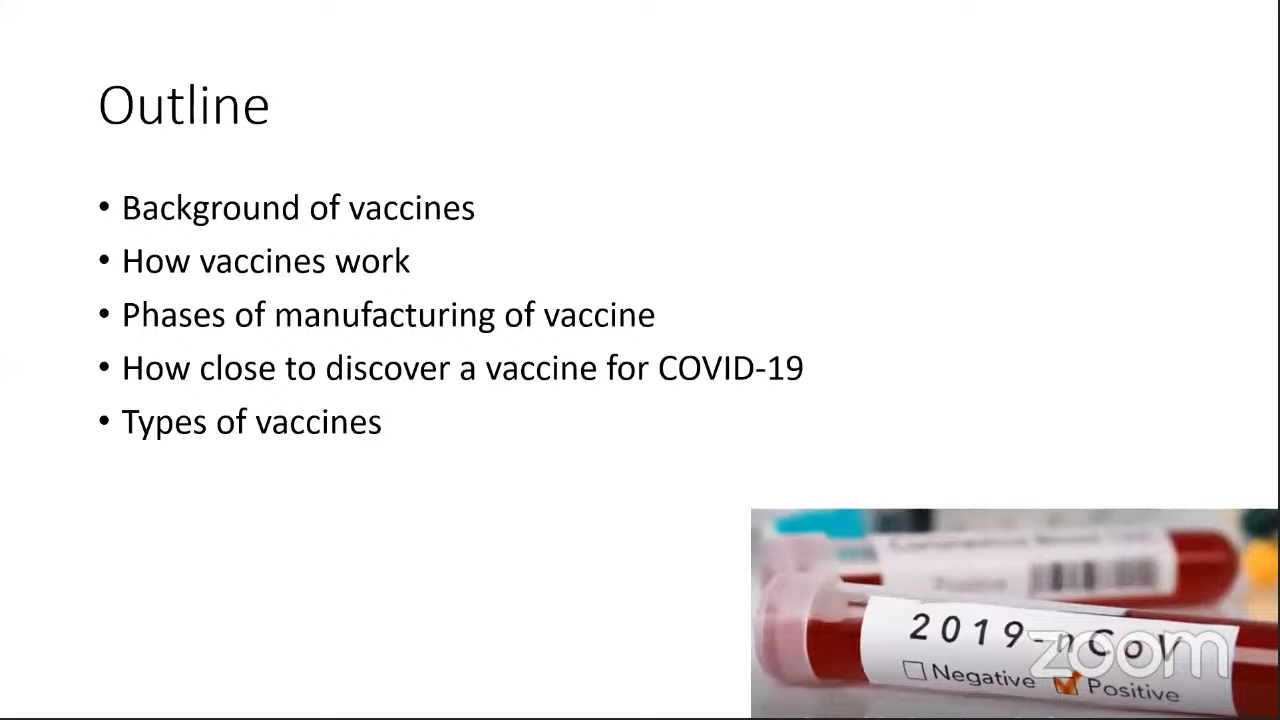 Outline
• Background of vaccines
• How vaccines work
• Phases of manufacturing of vaccine
• How close to discover a vaccine for COVID-19
• Types of vaccines
2019-nCoV
zoom
Negative
Positive